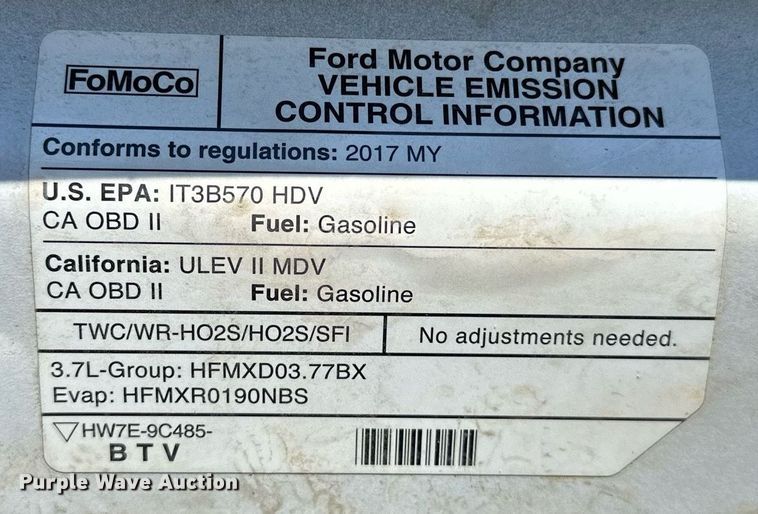 FoMoCo
Ford Motor Company
VEHICLE EMISSION
CONTROL INFORMATION
Conforms to regulations: 2017 MY
U.S. EPA: IT3B570 HDV
CA OBD II Fuel: Gasoline
California: ULEV II MDV
CA OBD II Fuel: Gasoline
TWC/WR-HO2S/HO2S/SFI No adjustments needed.
3.7L-Group: HFMXD03.77BX
Evap: HFMXR0190NBS
HW7E-9C485-
B T V
Purple Wave Auction